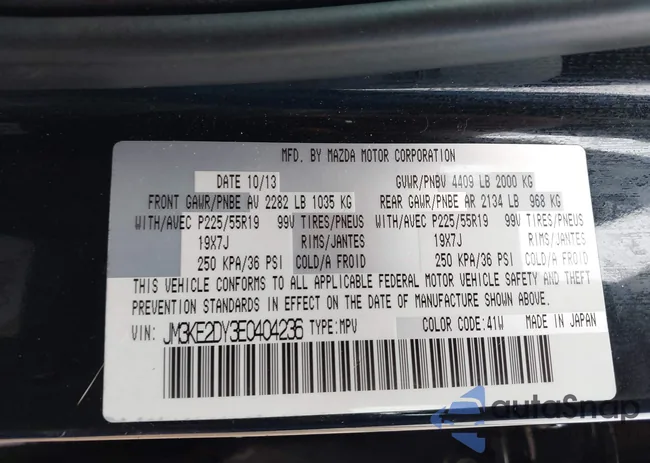 MFD. BY MAZDA MOTOR CORPORATION
DATE 10/13 GVWR/PNBV 4409 LB 2000 KG
FRONT GAWR/PNBE AV 2282 LB 1035 KG REAR GAWR/PNBE AR 2134 LB 968 KG
WITH/AVEC P225/55R19 99V TIRES/PNEUS WITH/AVEC P225/55R19 99V TIRES/PNEUS
19X7J RIMS/JANTES 19X7J RIMS/JANTES
250 KPA/36 PSI COLD/A FROID 250 KPA/36 PSI COLD/A FROID
THIS VEHICLE CONFORMS TO ALL APPLICABLE FEDERAL MOTOR VEHICLE SAFETY AND THEFT
PREVENTION STANDARDS IN EFFECT ON THE DATE OF MANUFACTURE SHOWN ABOVE.
VIN: JM3KE2DY3E0404236 TYPE:MPV COLOR CODE:41W MADE IN JAPAN
autoSnap